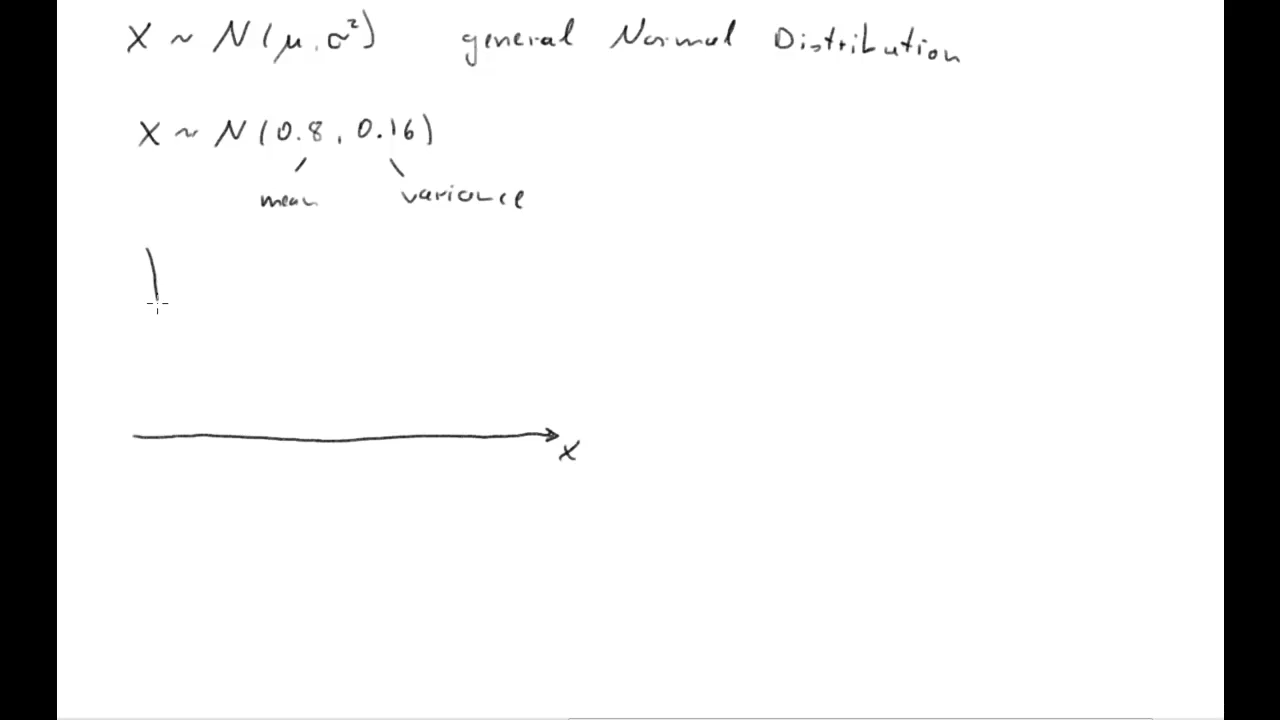 X ~ N(μ, σ²) general Normal Distribution
X ~ N(0.8, 0.16)
mean variance
x